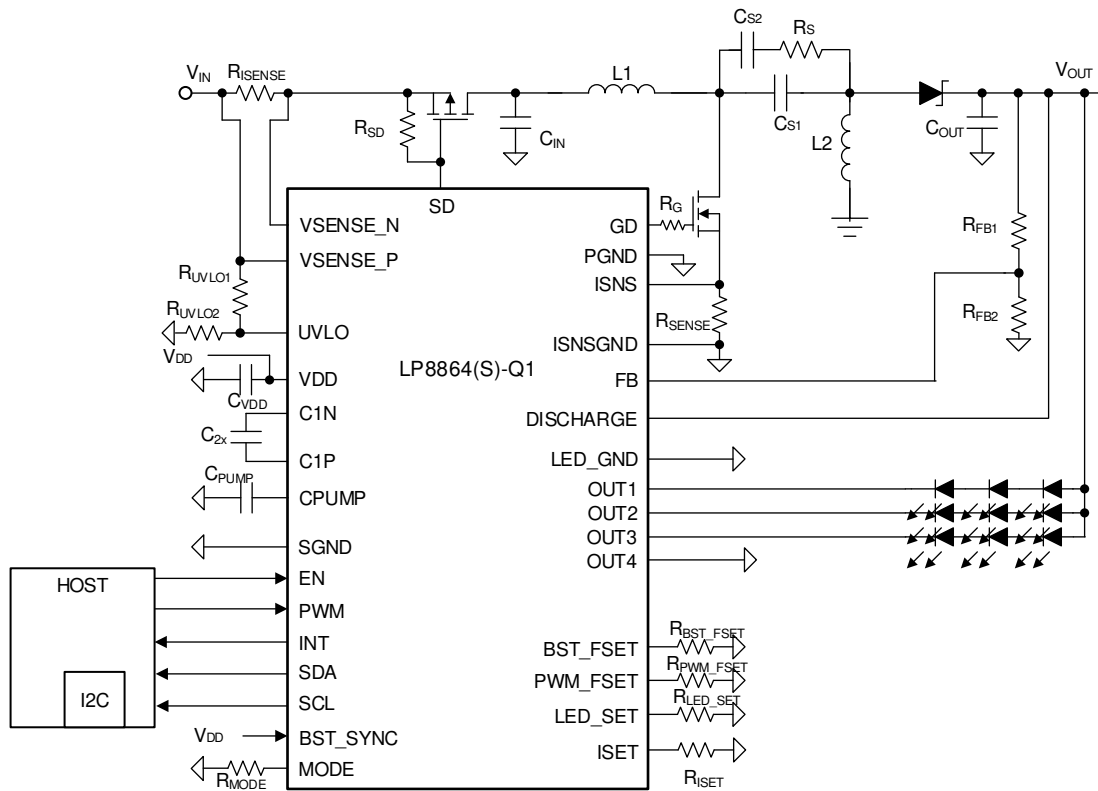 CS2
RS
VIN
RISENSE
L1
VOUT
RSD
CIN
CS1
L2
COUT
SD
VSENSE_N
VSENSE_P
RUVLO1
RUVLO2
UVLO
VDD
VDD
CVDD
C1N
C2x
C1P
CPUMP
CPUMP
SGND
HOST
I2C
EN
PWM
INT
SDA
SCL
VDD
BST_SYNC
MODE
RMODE
LP8864(S)-Q1
GD
RG
PGND
ISNS
RSENSE
ISNSGND
FB
RFB1
RFB2
DISCHARGE
LED_GND
OUT1
OUT2
OUT3
OUT4
BST_FSET
RBST_FSET
PWM_FSET
RPWM_FSET
LED_SET
RLED_SET
ISET
RISET